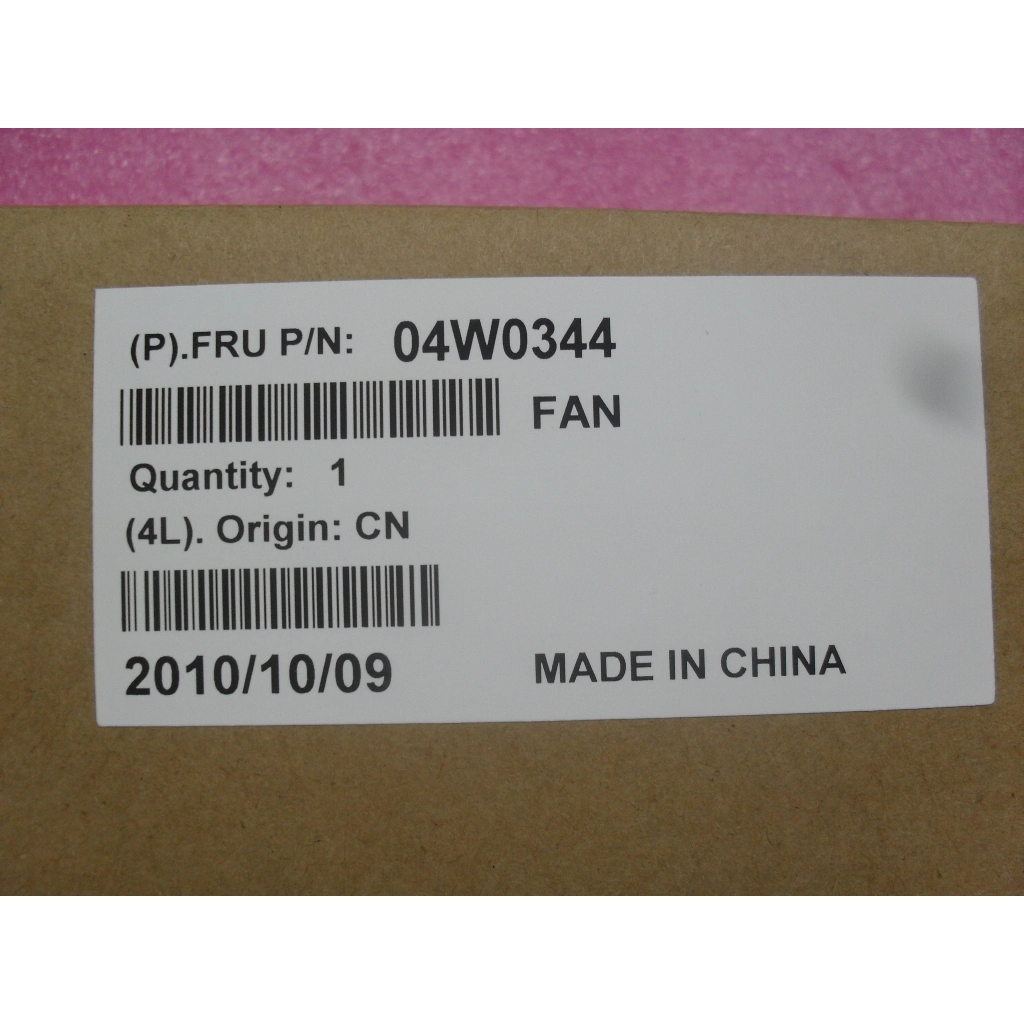 (P).FRU P/N: 04W0344
FAN
Quantity: 1
(4L). Origin: CN
2010/10/09
MADE IN CHINA